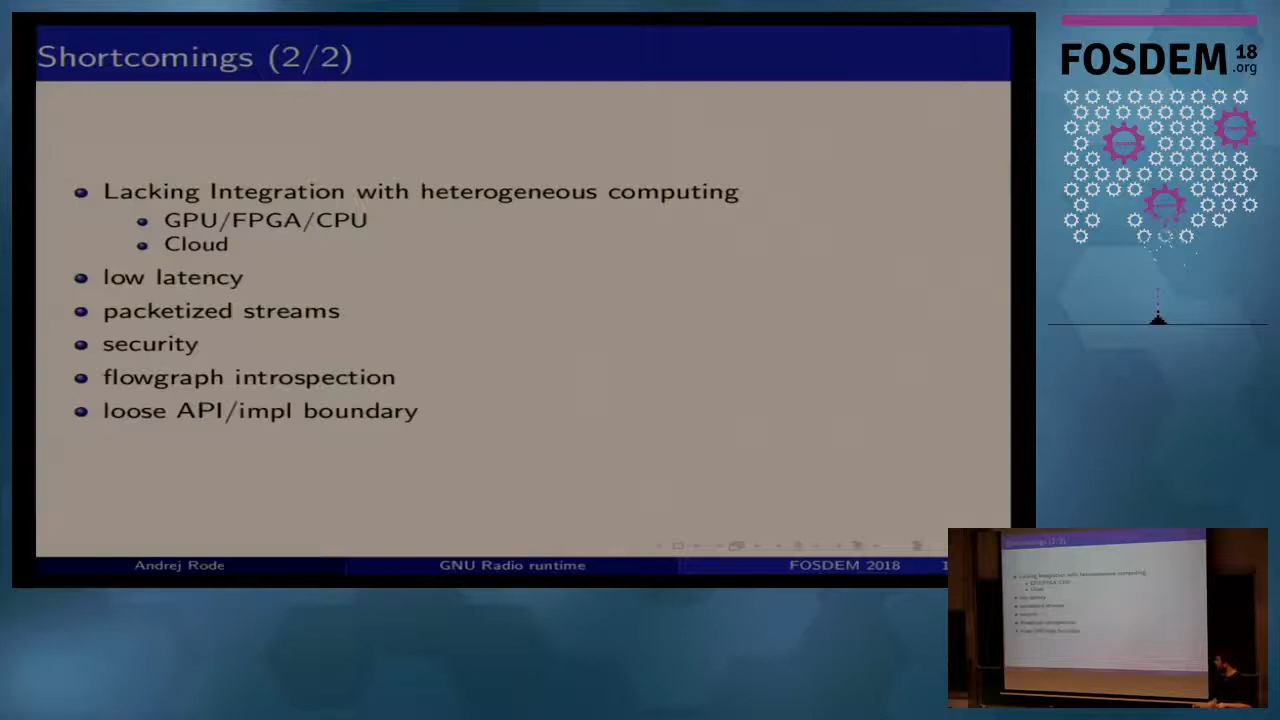 Shortcomings (2/2)
Lacking Integration with heterogeneous computing
GPU/FPGA/CPU
Cloud
low latency
packetized streams
security
flowgraph introspection
loose API/impl boundary
Andrej Rode
GNU Radio runtime
FOSDEM 2018
FOSDEM 18
.org